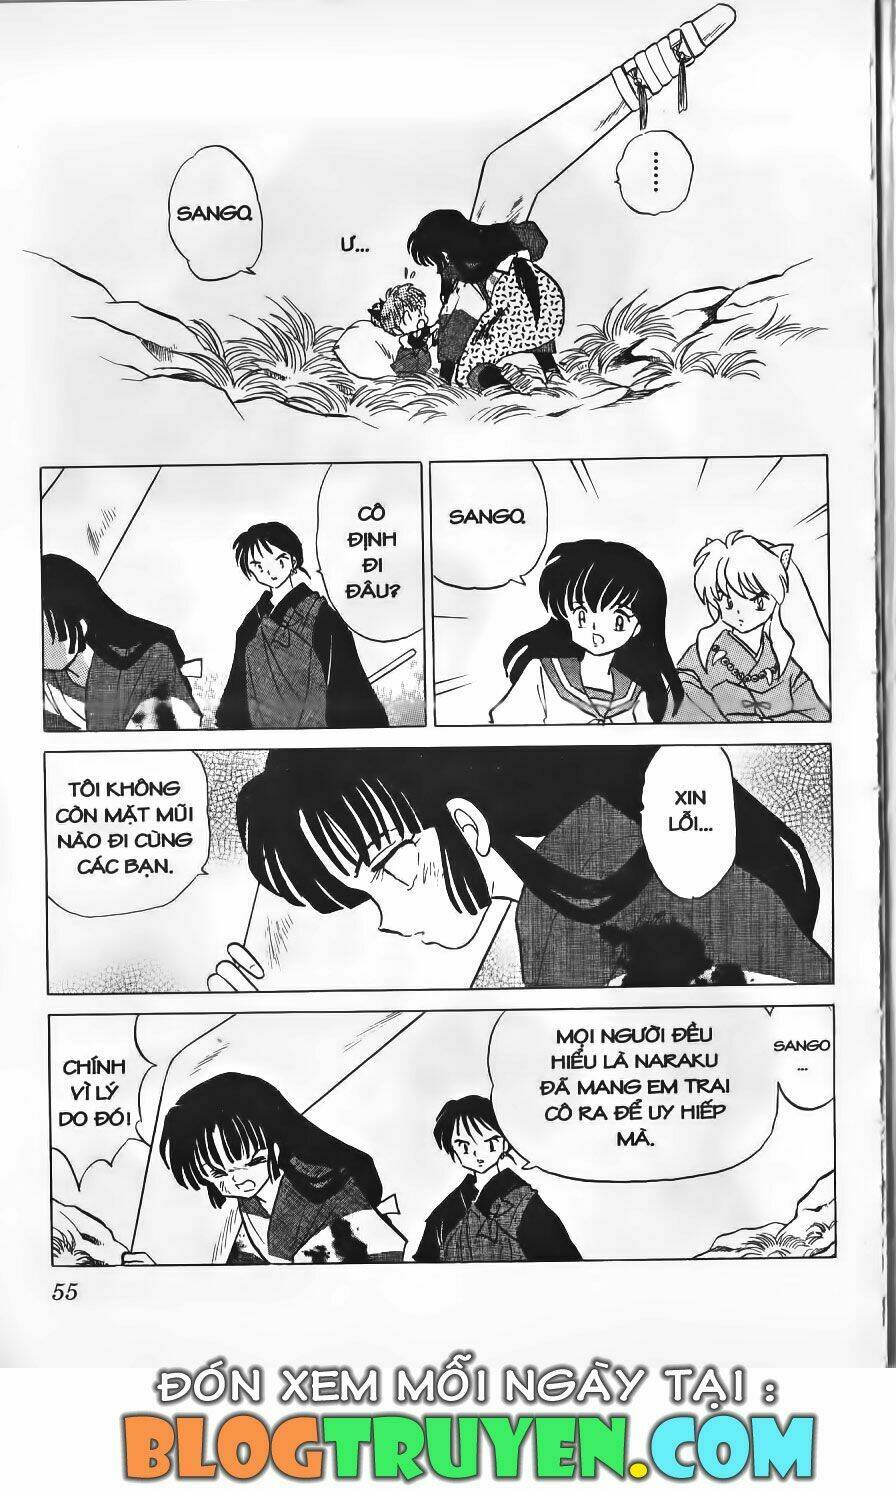 ......
SANGO.
Ư...
SANGO.
CÔ
ĐỊNH
ĐI
ĐÂU?
XIN
LỖI...
TÔI KHÔNG
CÒN MẶT MŨI
NÀO ĐI CÙNG
CÁC BẠN.
SANGO
...
MỌI NGƯỜI ĐỀU
HIỂU LÀ NARAKU
ĐÃ MANG EM TRAI
CÔ RA ĐỂ UY HIẾP
MÀ.
CHÍNH
VÌ LÝ
DO ĐÓ!
55
ĐÓN XEM MỖI NGÀY TẠI :
BLOGTRUYEN.COM